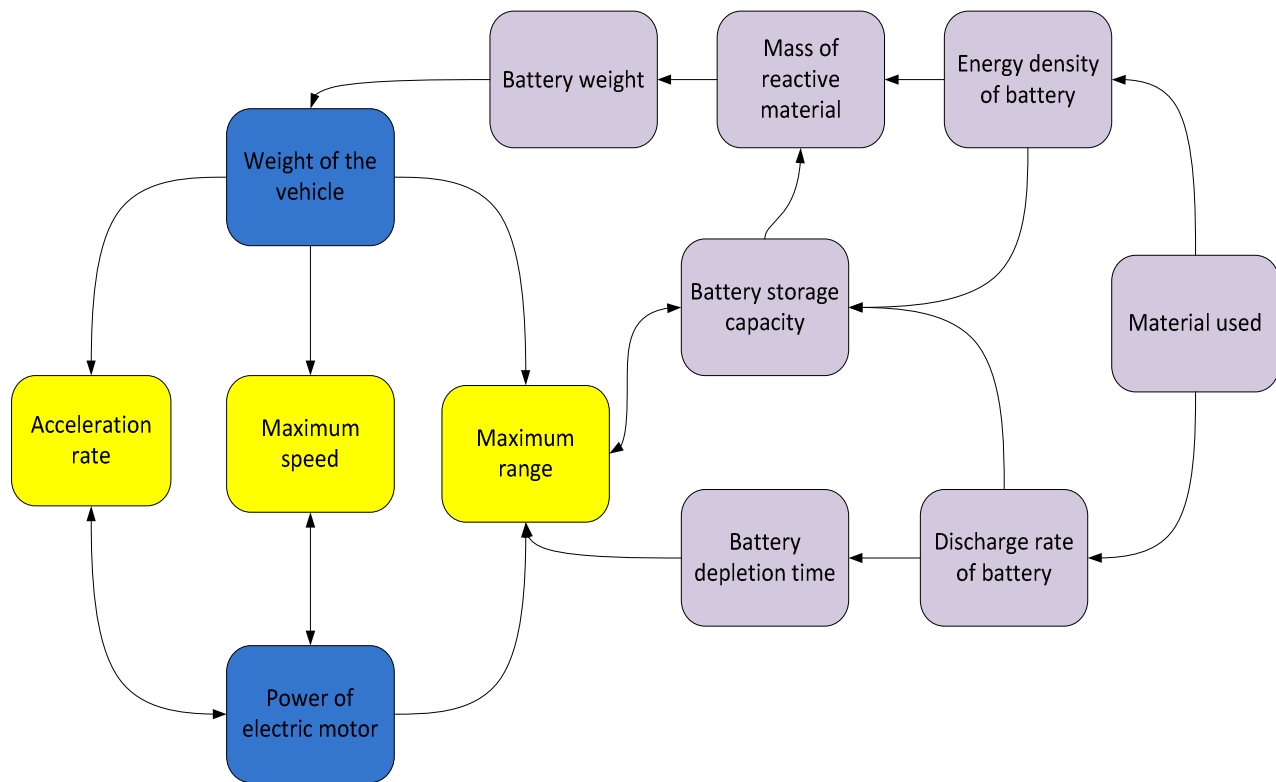 Battery weight
Mass of
reactive
material
Energy density
of battery
Weight of the
vehicle
Battery storage
capacity
Material used
Acceleration
rate
Maximum
speed
Maximum
range
Battery
depletion time
Discharge rate
of battery
Power of
electric motor